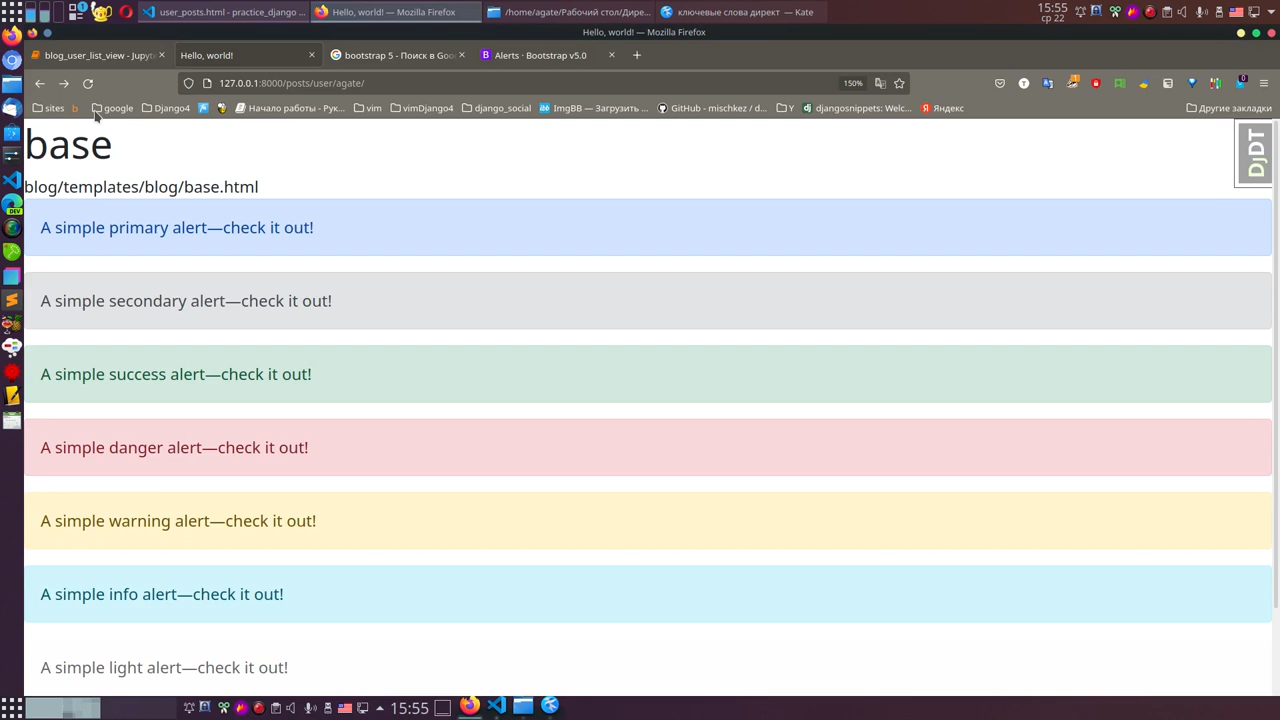 user_posts.html - practice_django ...
Hello, world! — Mozilla Firefox
/home/agate/Рабочий стол/Дире...
ключевые слова директ — Kate
15:55
ср 22
Hello, world! — Mozilla Firefox
blog_user_list_view - Jupyt
Hello, world!
bootstrap 5 - Поиск в Goo
Alerts · Bootstrap v5.0
127.0.0.1:8000/posts/user/agate/
150%
sites
google
Django4
Начало работы - Рук...
vim
vimDjango4
django_social
ImgBB — Загрузить ...
GitHub - mischkez / d...
Y
djangosnippets: Welc...
Яндекс
Другие закладки
base
DjDT
blog/templates/blog/base.html
A simple primary alert—check it out!
A simple secondary alert—check it out!
A simple success alert—check it out!
A simple danger alert—check it out!
A simple warning alert—check it out!
A simple info alert—check it out!
A simple light alert—check it out!
15:55